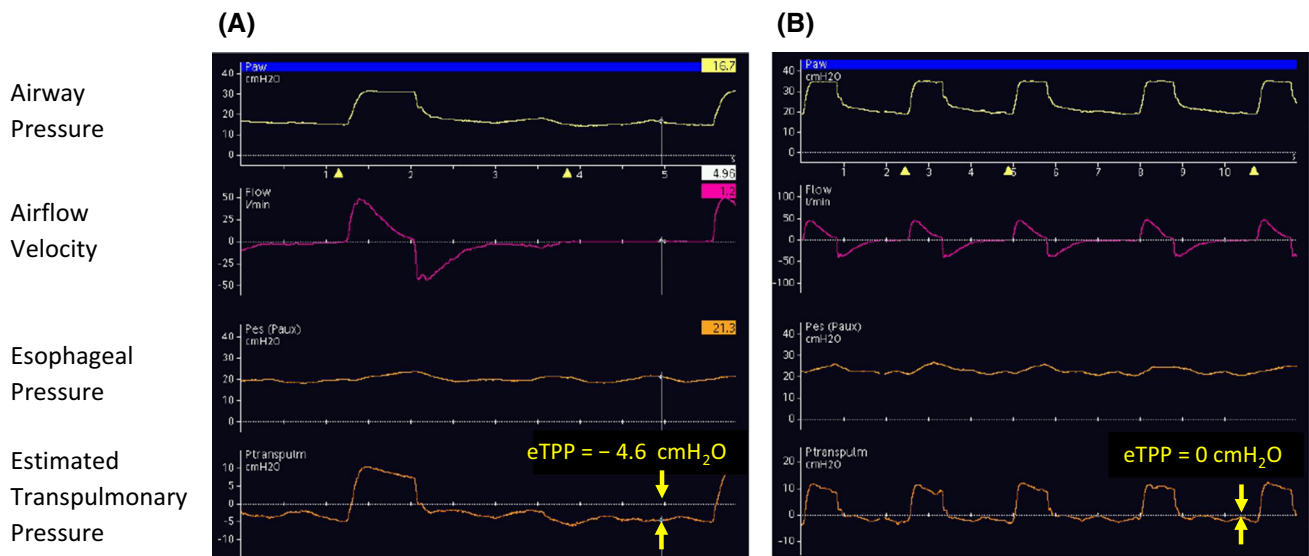 (A)
(B)
Airway
Pressure
Airflow
Velocity
Esophageal
Pressure
Estimated
Transpulmonary
Pressure
Paw
cmH2O
16.7
40
30
20
10
0
s
1
2
3
4
5
4.96
Flow
l/min
1.2
50
25
0
-25
-50
Pes (Paux)
cmH2O
21.3
40
30
20
10
0
Ptranspulm
cmH2O
eTPP = − 4.6 cmH₂O
10
5
0
-5
-10
Paw
cmH2O
40
30
20
10
0
s
1
2
3
4
5
6
7
8
9
10
Flow
l/min
100
50
0
-50
-100
Pes (Paux)
cmH2O
40
30
20
10
0
Ptranspulm
cmH2O
eTPP = 0 cmH₂O
20
10
0
-10